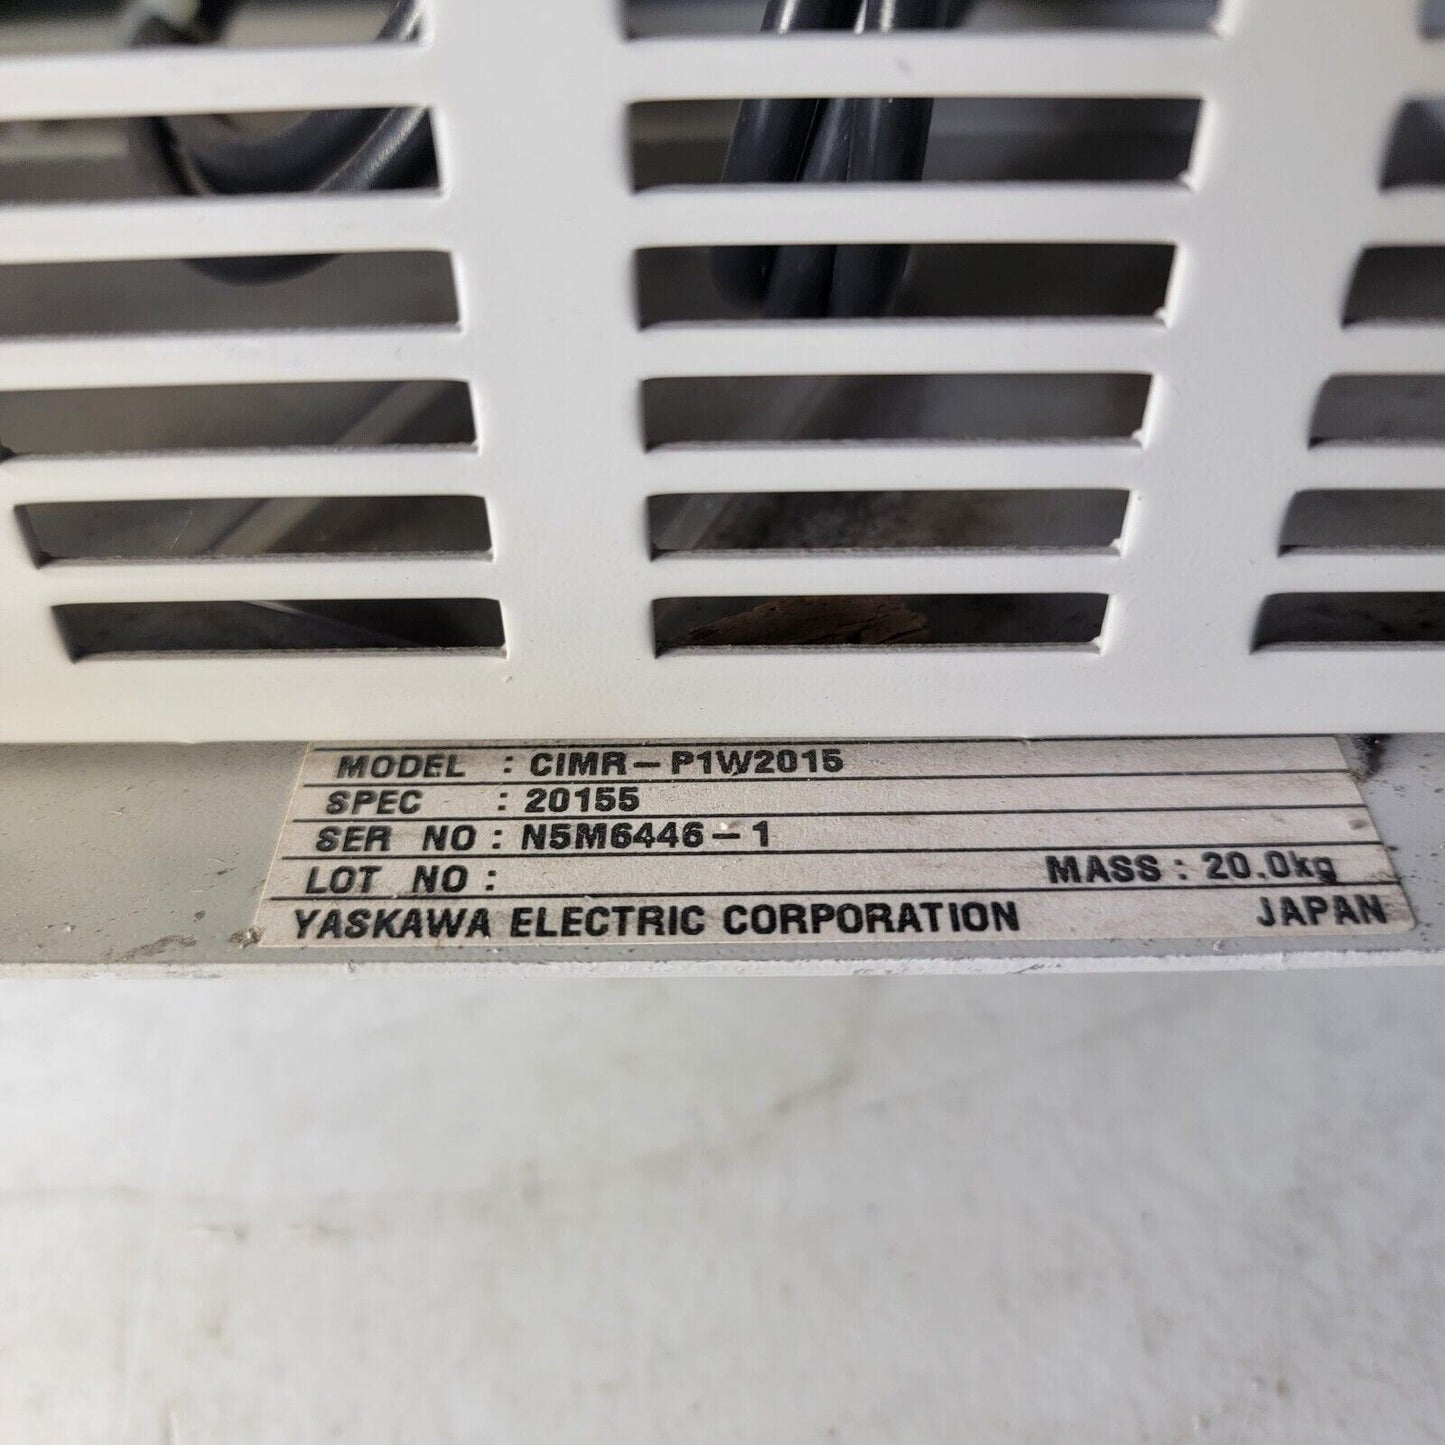 MODEL : CIMR-P1W2015
SPEC : 20155
SER NO : N5M6446-1
LOT NO : MASS : 20.0kg
YASKAWA ELECTRIC CORPORATION JAPAN